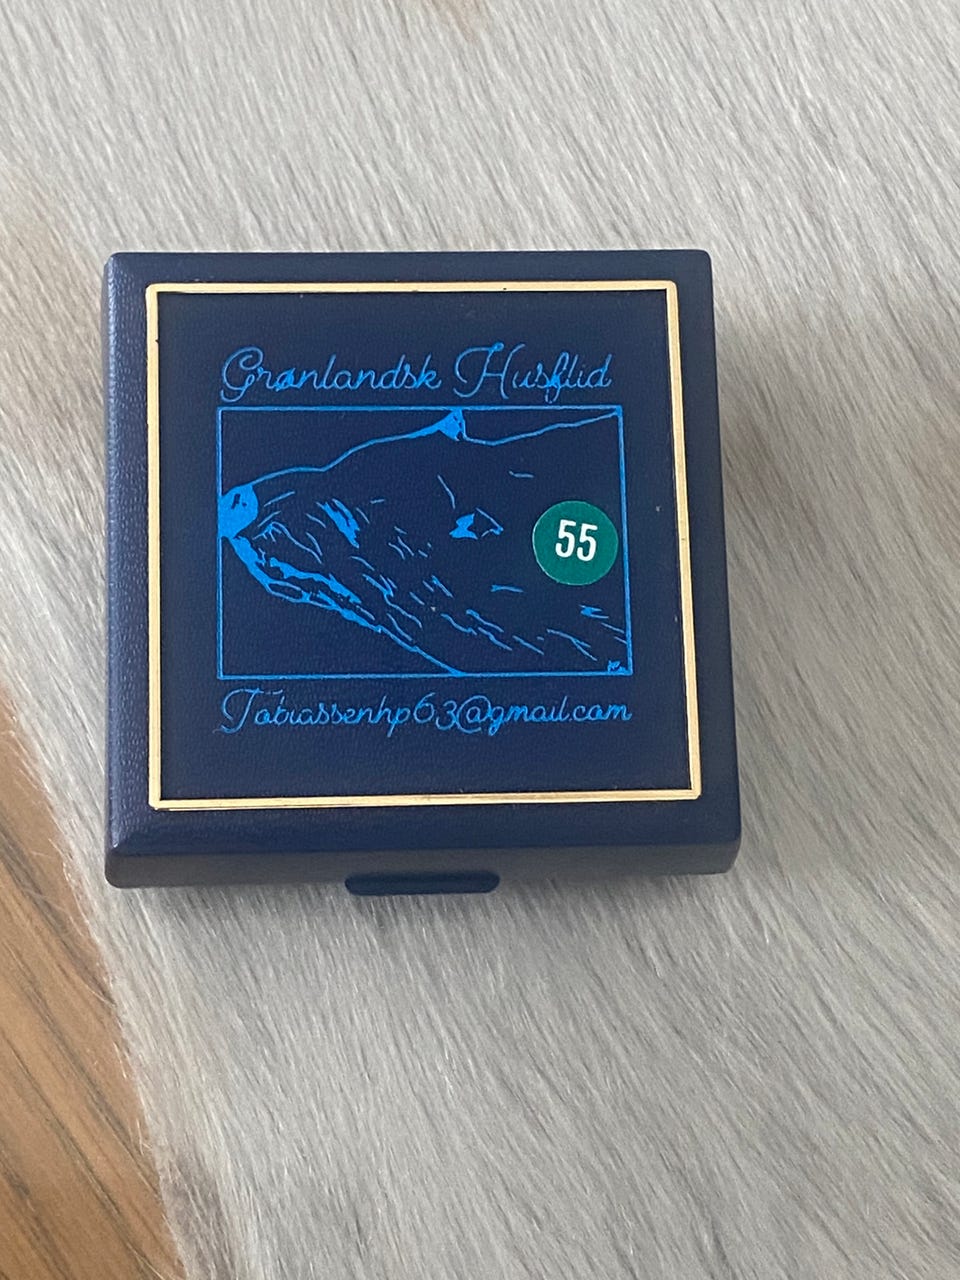 Grønlandsk Husflid
55
Tobiassenhp63@gmail.com